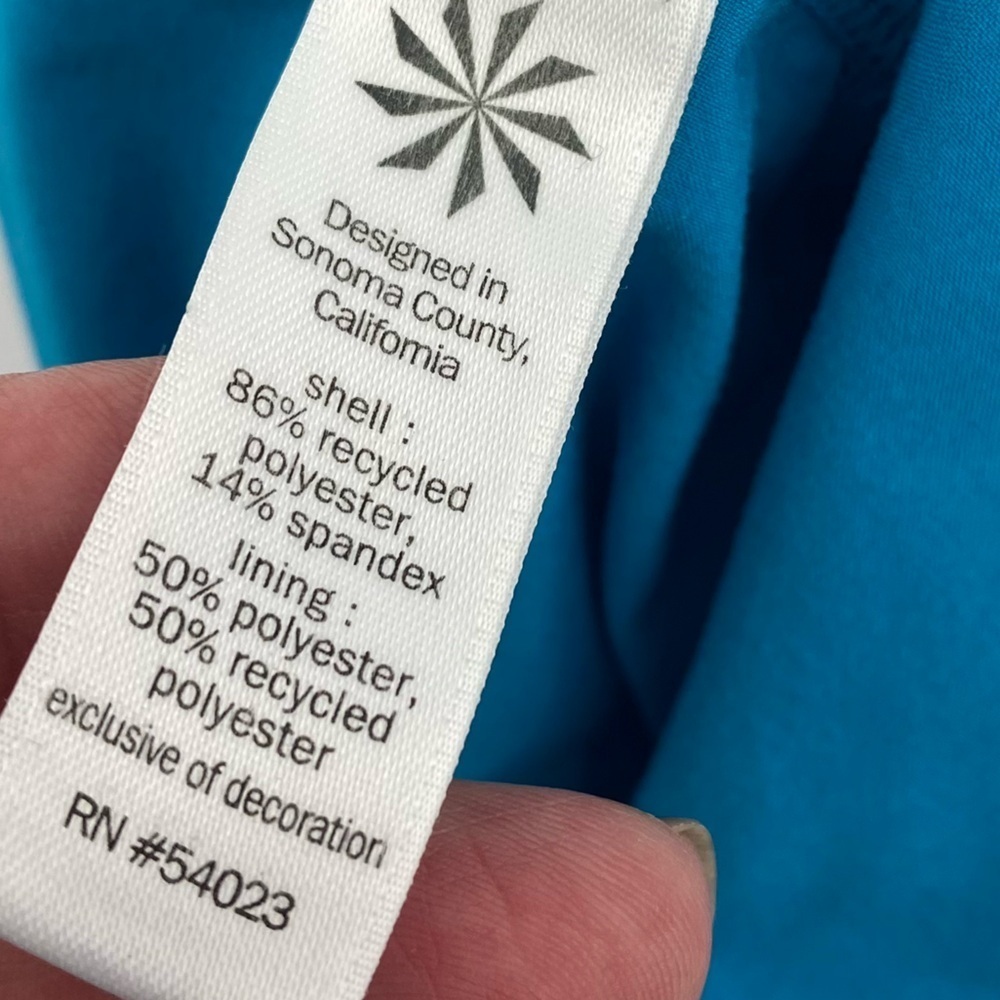 Designed in
Sonoma County,
California
shell :
86% recycled
polyester,
14% spandex
lining :
50% polyester,
50% recycled
polyester
exclusive of decoration
RN #54023